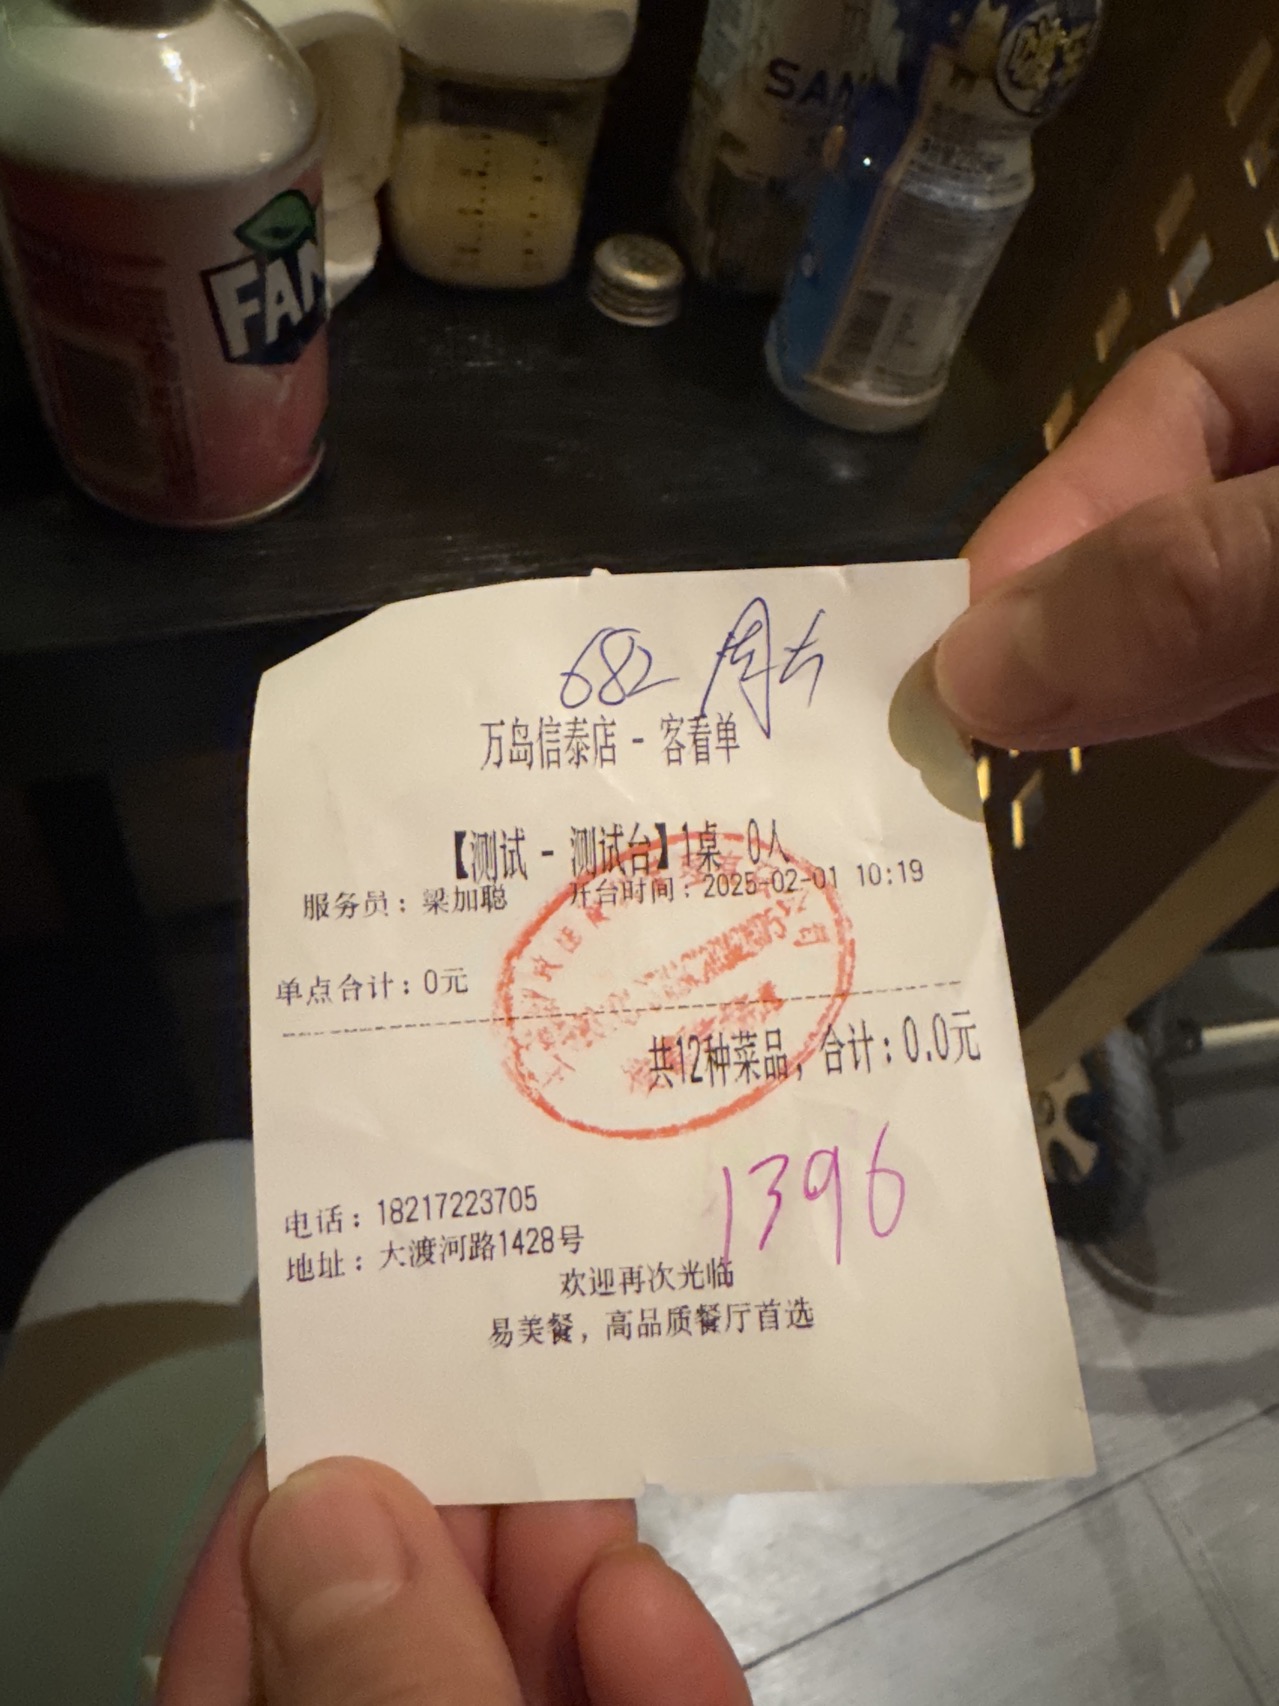 FAN
SAN
682
万岛信泰店 - 客看单
【测试 - 测试台】1桌 0人
服务员：梁加聪 开台时间：2025-02-01 10:19
单点合计：0元
共12种菜品，合计：0.0元
1396
电话：18217223705
地址：大渡河路1428号
欢迎再次光临
易美餐，高品质餐厅首选